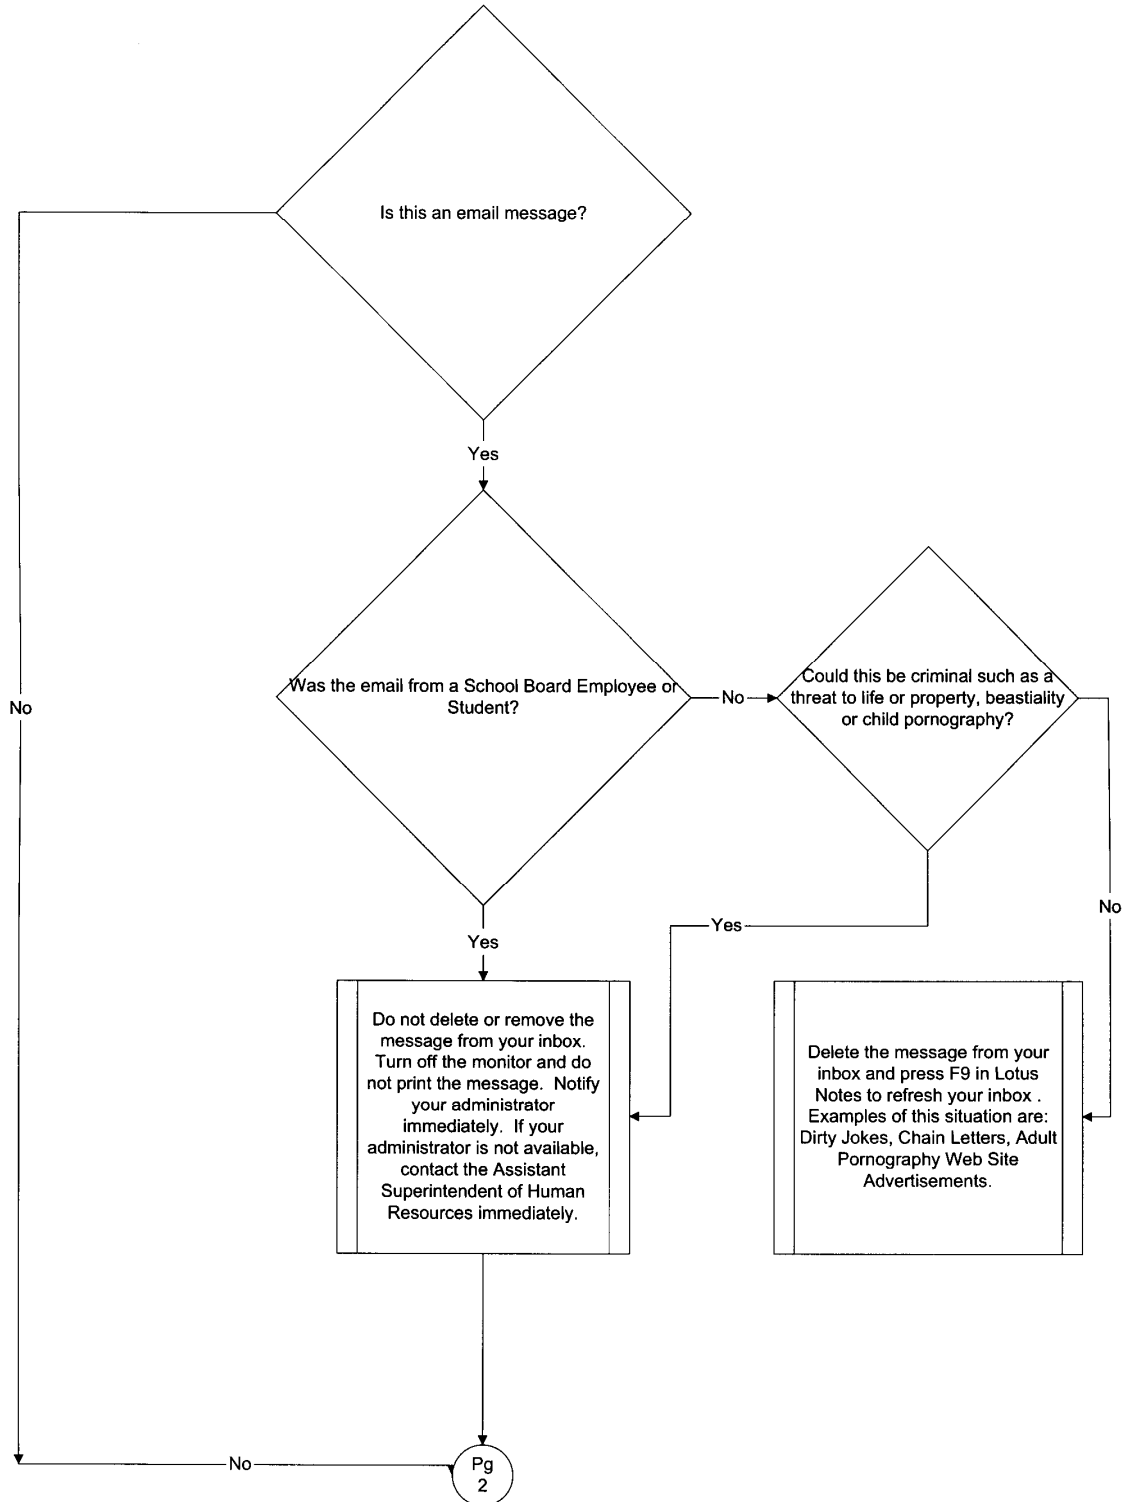 Is this an email message?
Yes
Was the email from a School Board Employee or
Student?
No
Could this be criminal such as a
threat to life or property, beastiality
or child pornography?
No
No
Yes
Yes
Do not delete or remove the
message from your inbox.
Turn off the monitor and do
not print the message. Notify
your administrator
immediately. If your
administrator is not available,
contact the Assistant
Superintendent of Human
Resources immediately.
Delete the message from your
inbox and press F9 in Lotus
Notes to refresh your inbox .
Examples of this situation are:
Dirty Jokes, Chain Letters, Adult
Pornography Web Site
Advertisements.
No
Pg
2